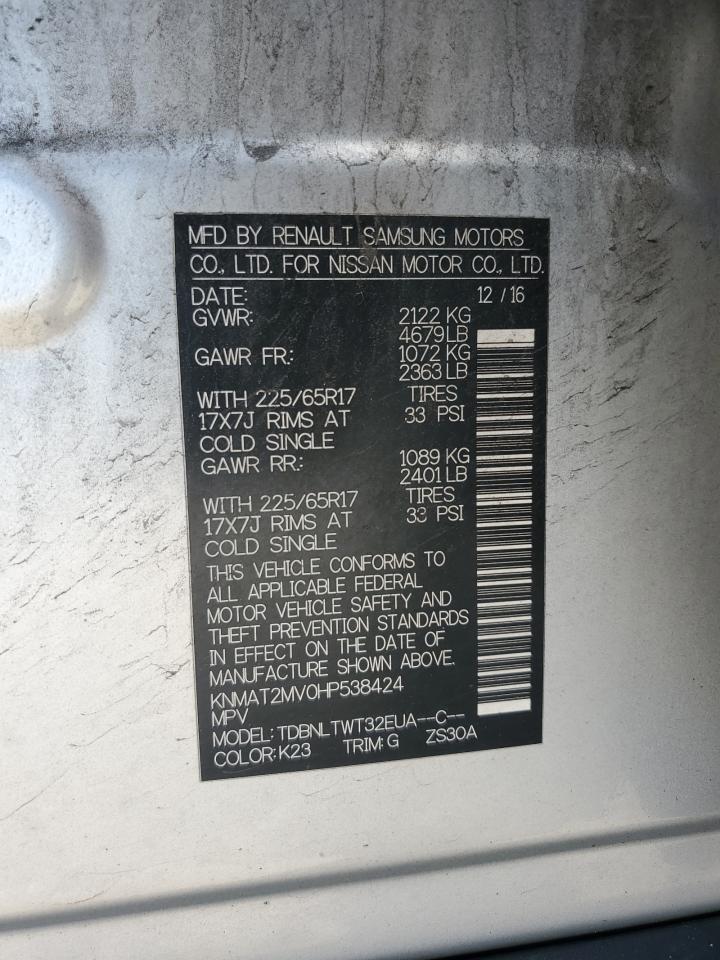 MFD BY RENAULT SAMSUNG MOTORS
CO., LTD. FOR NISSAN MOTOR CO., LTD.
DATE: 12 / 16
GVWR: 2122 KG
4679 LB
GAWR FR.: 1072 KG
2363 LB
WITH 225/65R17 TIRES
17X7J RIMS AT 33 PSI
COLD SINGLE
GAWR RR.: 1089 KG
2401 LB
WITH 225/65R17 TIRES
17X7J RIMS AT 33 PSI
COLD SINGLE
THIS VEHICLE CONFORMS TO
ALL APPLICABLE FEDERAL
MOTOR VEHICLE SAFETY AND
THEFT PREVENTION STANDARDS
IN EFFECT ON THE DATE OF
MANUFACTURE SHOWN ABOVE.
KNMAT2MV0HP538424
MPV
MODEL: TDBNLTWT32EUA--C--
COLOR: K23 TRIM: G ZS30A